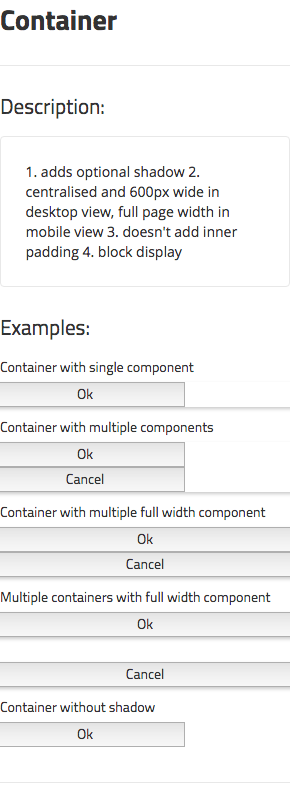 Container
Description:
1. adds optional shadow 2.
centralised and 600px wide in
desktop view, full page width in
mobile view 3. doesn't add inner
padding 4. block display
Examples:
Container with single component
Ok
Container with multiple components
Ok
Cancel
Container with multiple full width component
Ok
Cancel
Multiple containers with full width component
Ok
Cancel
Container without shadow
Ok